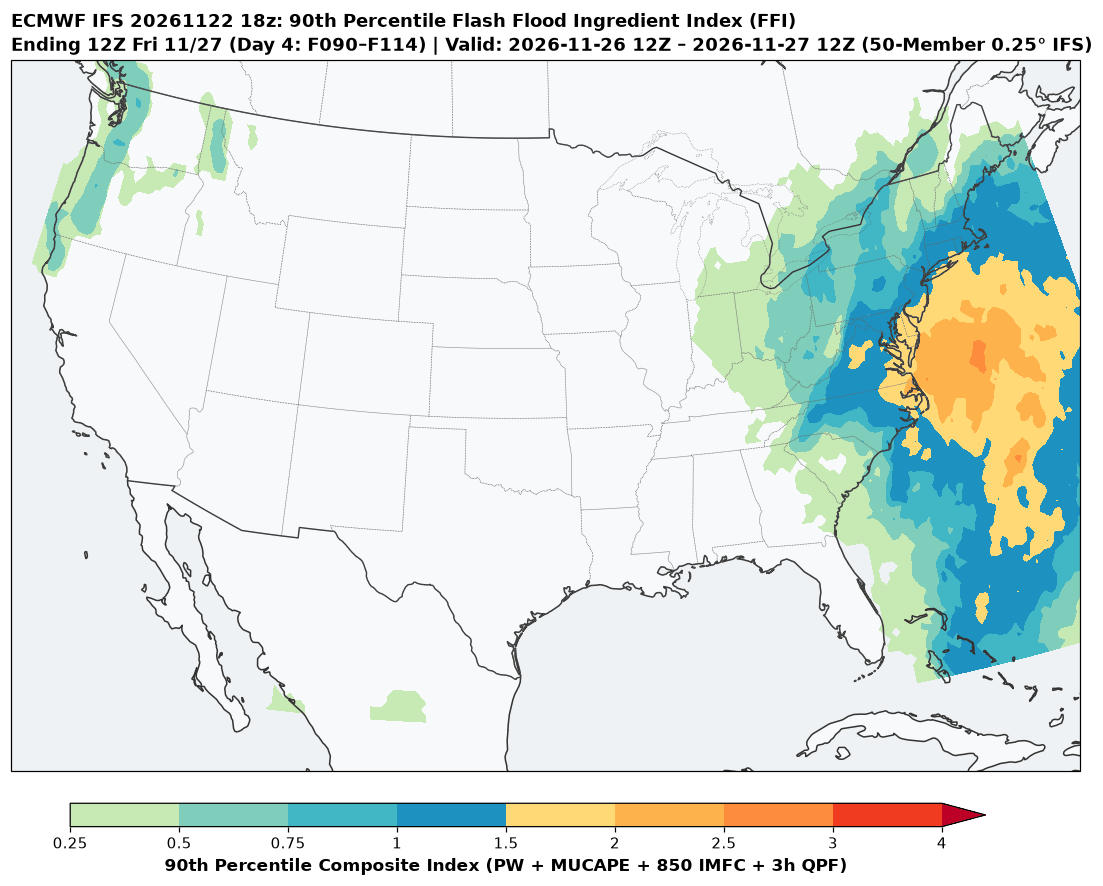 ECMWF IFS 20261122 18z: 90th Percentile Flash Flood Ingredient Index (FFI)
Ending 12Z Fri 11/27 (Day 4: F090–F114) | Valid: 2026-11-26 12Z – 2026-11-27 12Z (50-Member 0.25° IFS)
0.25 0.5 0.75 1 1.5 2 2.5 3 4
90th Percentile Composite Index (PW + MUCAPE + 850 IMFC + 3h QPF)